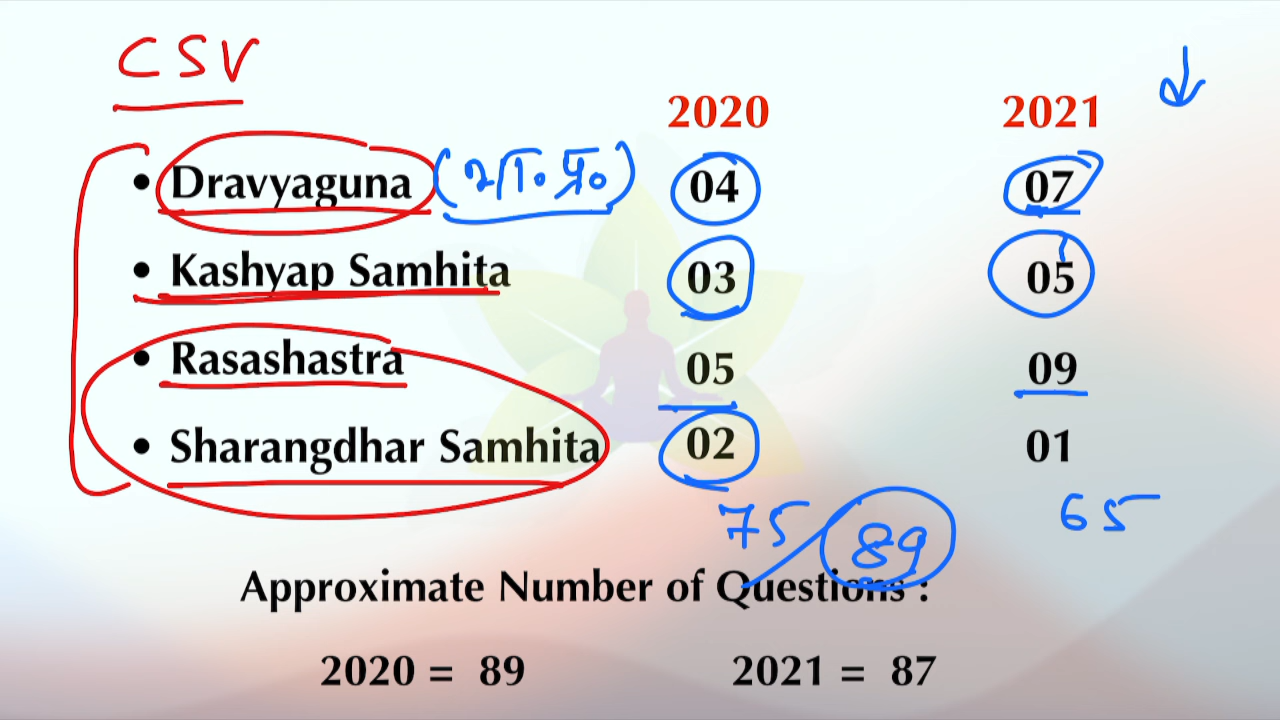 CSV
2020 2021
• Dravyaguna 04 07
• Kashyap Samhita 03 05
• Rasashastra 05 09
• Sharangdhar Samhita 02 01
75/89 65
Approximate Number of Questions :
2020 = 89 2021 = 87